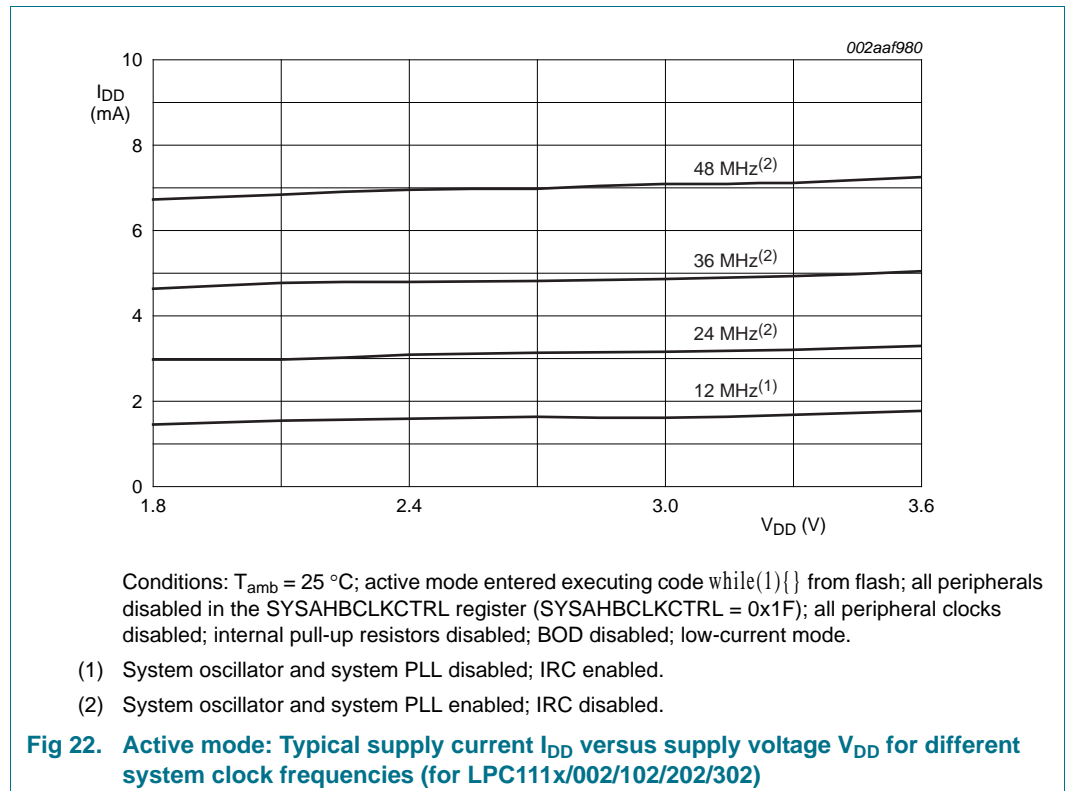 002aaf980
10
IDD
(mA)
8
48 MHz(2)
6
36 MHz(2)
4
24 MHz(2)
2
12 MHz(1)
0
1.8
2.4
3.0
3.6
VDD (V)
Conditions: Tamb = 25 °C; active mode entered executing code while(1){} from flash; all peripherals
disabled in the SYSAHBCLKCTRL register (SYSAHBCLKCTRL = 0x1F); all peripheral clocks
disabled; internal pull-up resistors disabled; BOD disabled; low-current mode.
(1) System oscillator and system PLL disabled; IRC enabled.
(2) System oscillator and system PLL enabled; IRC disabled.
Fig 22. Active mode: Typical supply current IDD versus supply voltage VDD for different
system clock frequencies (for LPC111x/002/102/202/302)